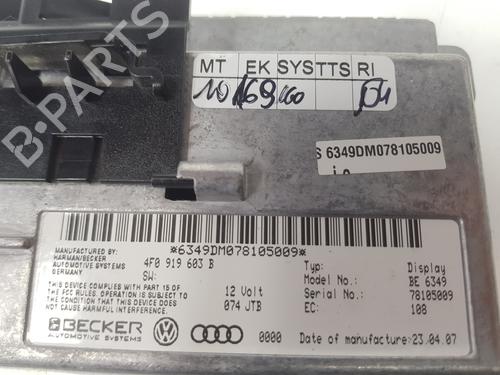 MT EK SYS TTS RI
10 169 160
S 6349DM078105009
B-PARTS
*6349DM078105009*
MANUFACTURED BY:
HARMAN/BECKER
AUTOMOTIVE SYSTEMS
GERMANY
4F0 919 603 B
SW:
Typ: Display
Model No.: BE 6349
THIS DEVICE COMPLIES WITH PART 15 OF
THE FCC RULES. OPERATION IS SUBJECT TO
THE CONDITION THAT THIS DEVICE DOES
NOT CAUSE HARMFUL INTERFERENCE
12 Volt
074 JTB
Serial No.: 78105009
EC: 108
BECKER
AUTOMOTIVE SYSTEMS
0000
Date of manufacture: 23.04.07